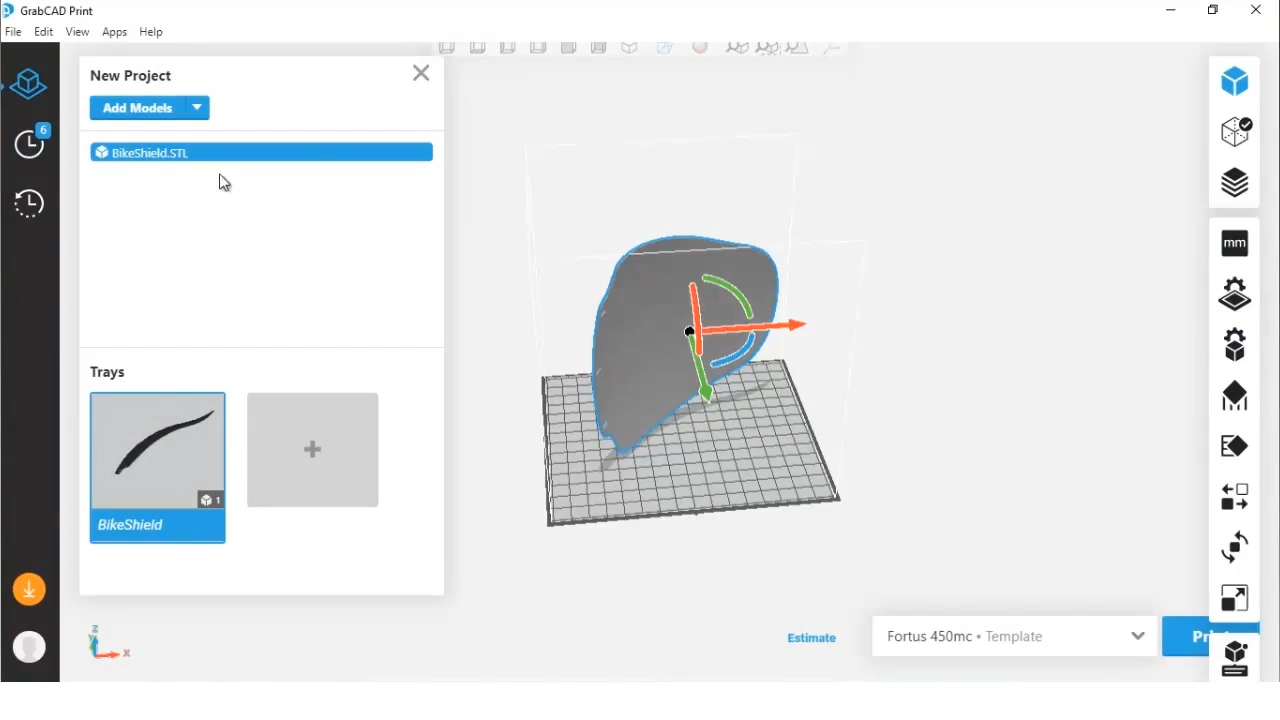 GrabCAD Print
File Edit View Apps Help
New Project
Add Models
6
BikeShield.STL
mm
Trays
1
BikeShield
Z
Y
X
Estimate
Fortus 450mc • Template